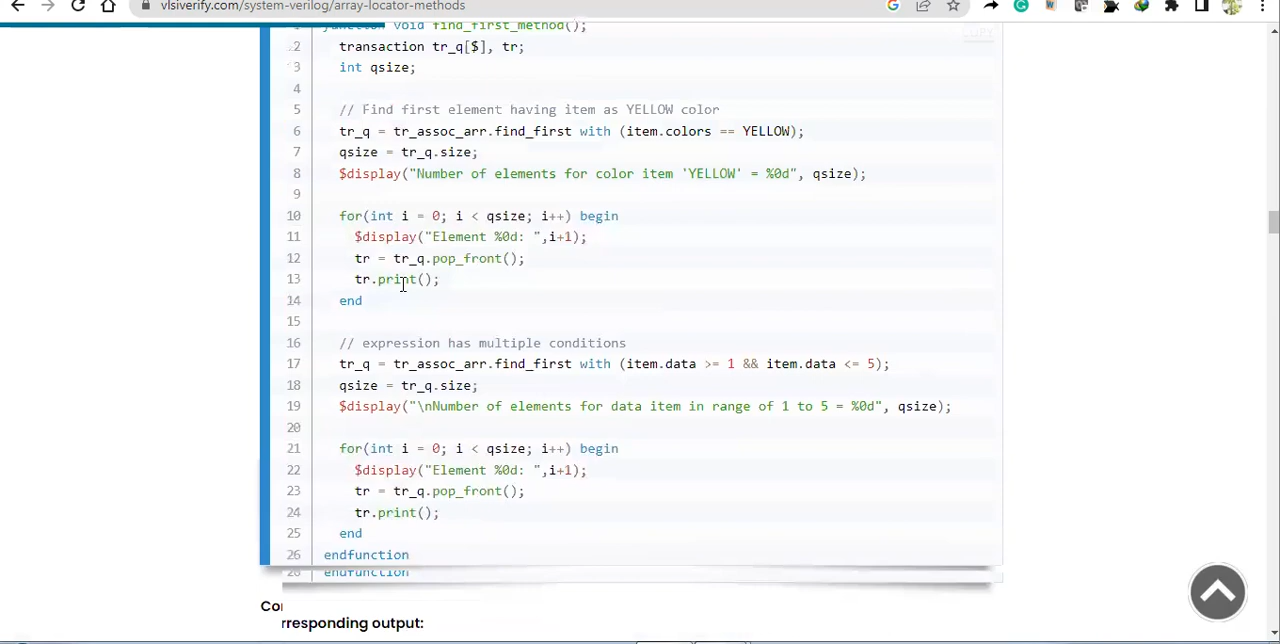 vlsiverify.com/system-verilog/array-locator-methods
1 function void find_first_method();
2 transaction tr_q[$], tr;
3 int qsize;
4
5 // Find first element having item as YELLOW color
6 tr_q = tr_assoc_arr.find_first with (item.colors == YELLOW);
7 qsize = tr_q.size;
8 $display("Number of elements for color item 'YELLOW' = %0d", qsize);
9
10 for(int i = 0; i < qsize; i++) begin
11 $display("Element %0d: ",i+1);
12 tr = tr_q.pop_front();
13 tr.print();
14 end
15
16 // expression has multiple conditions
17 tr_q = tr_assoc_arr.find_first with (item.data >= 1 && item.data <= 5);
18 qsize = tr_q.size;
19 $display("\nNumber of elements for data item in range of 1 to 5 = %0d", qsize);
20
21 for(int i = 0; i < qsize; i++) begin
22 $display("Element %0d: ",i+1);
23 tr = tr_q.pop_front();
24 tr.print();
25 end
26 endfunction
endfunction
Co
rresponding output: